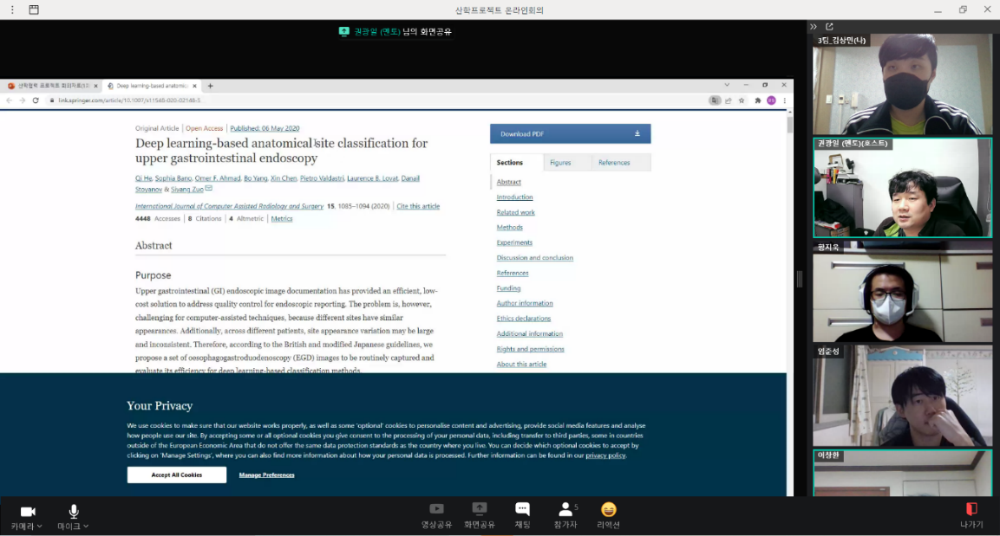 산학프로젝트 온라인회의
권광일 (멘토) 님의 화면공유
산학협력 프로젝트 회의자료(10
Deep learning-based anatomica
link.springer.com/article/10.1007/s11548-020-02148-5
Original Article | Open Access | Published: 06 May 2020
Deep learning-based anatomical site classification for
upper gastrointestinal endoscopy
Qi He, Sophia Bano, Omer F. Ahmad, Bo Yang, Xin Chen, Pietro Valdastri, Laurence B. Lovat, Danail
Stoyanov & Siyang Zuo
International Journal of Computer Assisted Radiology and Surgery 15, 1085–1094 (2020) | Cite this article
4448 Accesses | 8 Citations | 4 Altmetric | Metrics
Abstract
Purpose
Upper gastrointestinal (GI) endoscopic image documentation has provided an efficient, low-
cost solution to address quality control for endoscopic reporting. The problem is, however,
challenging for computer-assisted techniques, because different sites have similar
appearances. Additionally, across different patients, site appearance variation may be large
and inconsistent. Therefore, according to the British and modified Japanese guidelines, we
propose a set of oesophagogastroduodenoscopy (EGD) images to be routinely captured and
evaluate its efficiency for deep learning-based classification methods.
Download PDF
Sections
Figures
References
Abstract
Introduction
Related work
Methods
Experiments
Discussion and conclusion
References
Funding
Author information
Ethics declarations
Additional information
Rights and permissions
About this article
Your Privacy
We use cookies to make sure that our website works properly, as well as some 'optional' cookies to personalise content and advertising, provide social media features and analyse
how people use our site. By accepting some or all optional cookies you give consent to the processing of your personal data, including transfer to third parties, some in countries
outside of the European Economic Area that do not offer the same data protection standards as the country where you live. You can decide which optional cookies to accept by
clicking on 'Manage Settings', where you can also find more information about how your personal data is processed. Further information can be found in our privacy policy.
Accept All Cookies
Manage Preferences
3팀_김상민(나)
권광일 (멘토)(호스트)
황지욱
엄준성
이상환
카메라
마이크
영상공유
화면공유
채팅
5
참가자
리액션
나가기